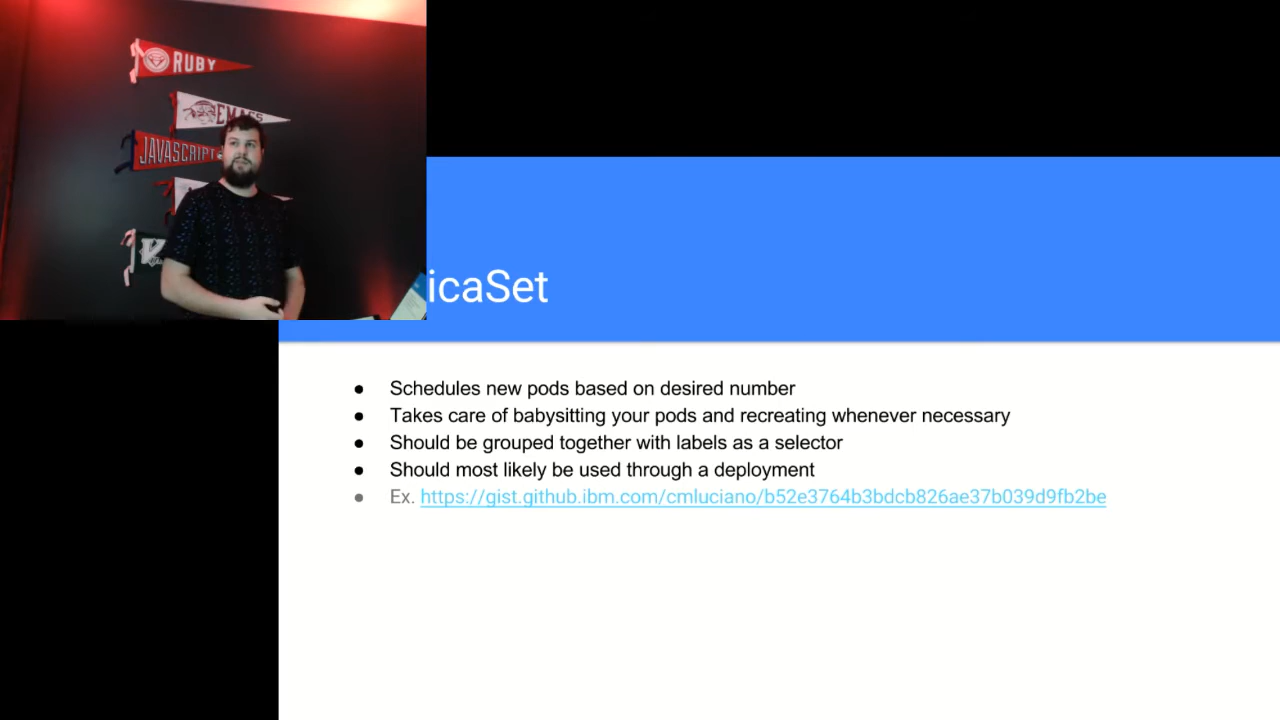 RUBY
EMACS
JAVASCRIPT
icaSet
● Schedules new pods based on desired number
● Takes care of babysitting your pods and recreating whenever necessary
● Should be grouped together with labels as a selector
● Should most likely be used through a deployment
● Ex. https://gist.github.ibm.com/cmluciano/b52e3764b3bdcb826ae37b039d9fb2be